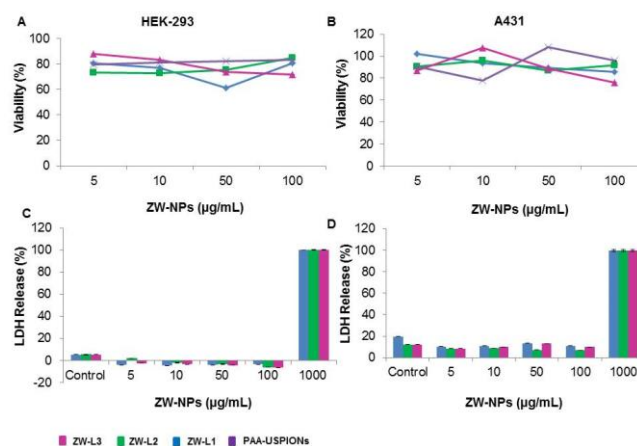 A HEK-293
B A431
Viability (%)
100
80
60
40
20
0
5 10 50 100
ZW-NPs (µg/mL)
Viability (%)
120
100
80
60
40
20
0
5 10 50 100
ZW-NPs (µg/mL)
C
LDH Release (%)
120
100
80
60
40
20
0
-20
Control 5 10 50 100 1000
ZW-NPs (µg/mL)
D
LDH Release (%)
120
100
80
60
40
20
0
Control 5 10 50 100 1000
ZW-NPs (µg/mL)
ZW-L3 ZW-L2 ZW-L1 PAA-USPIONs